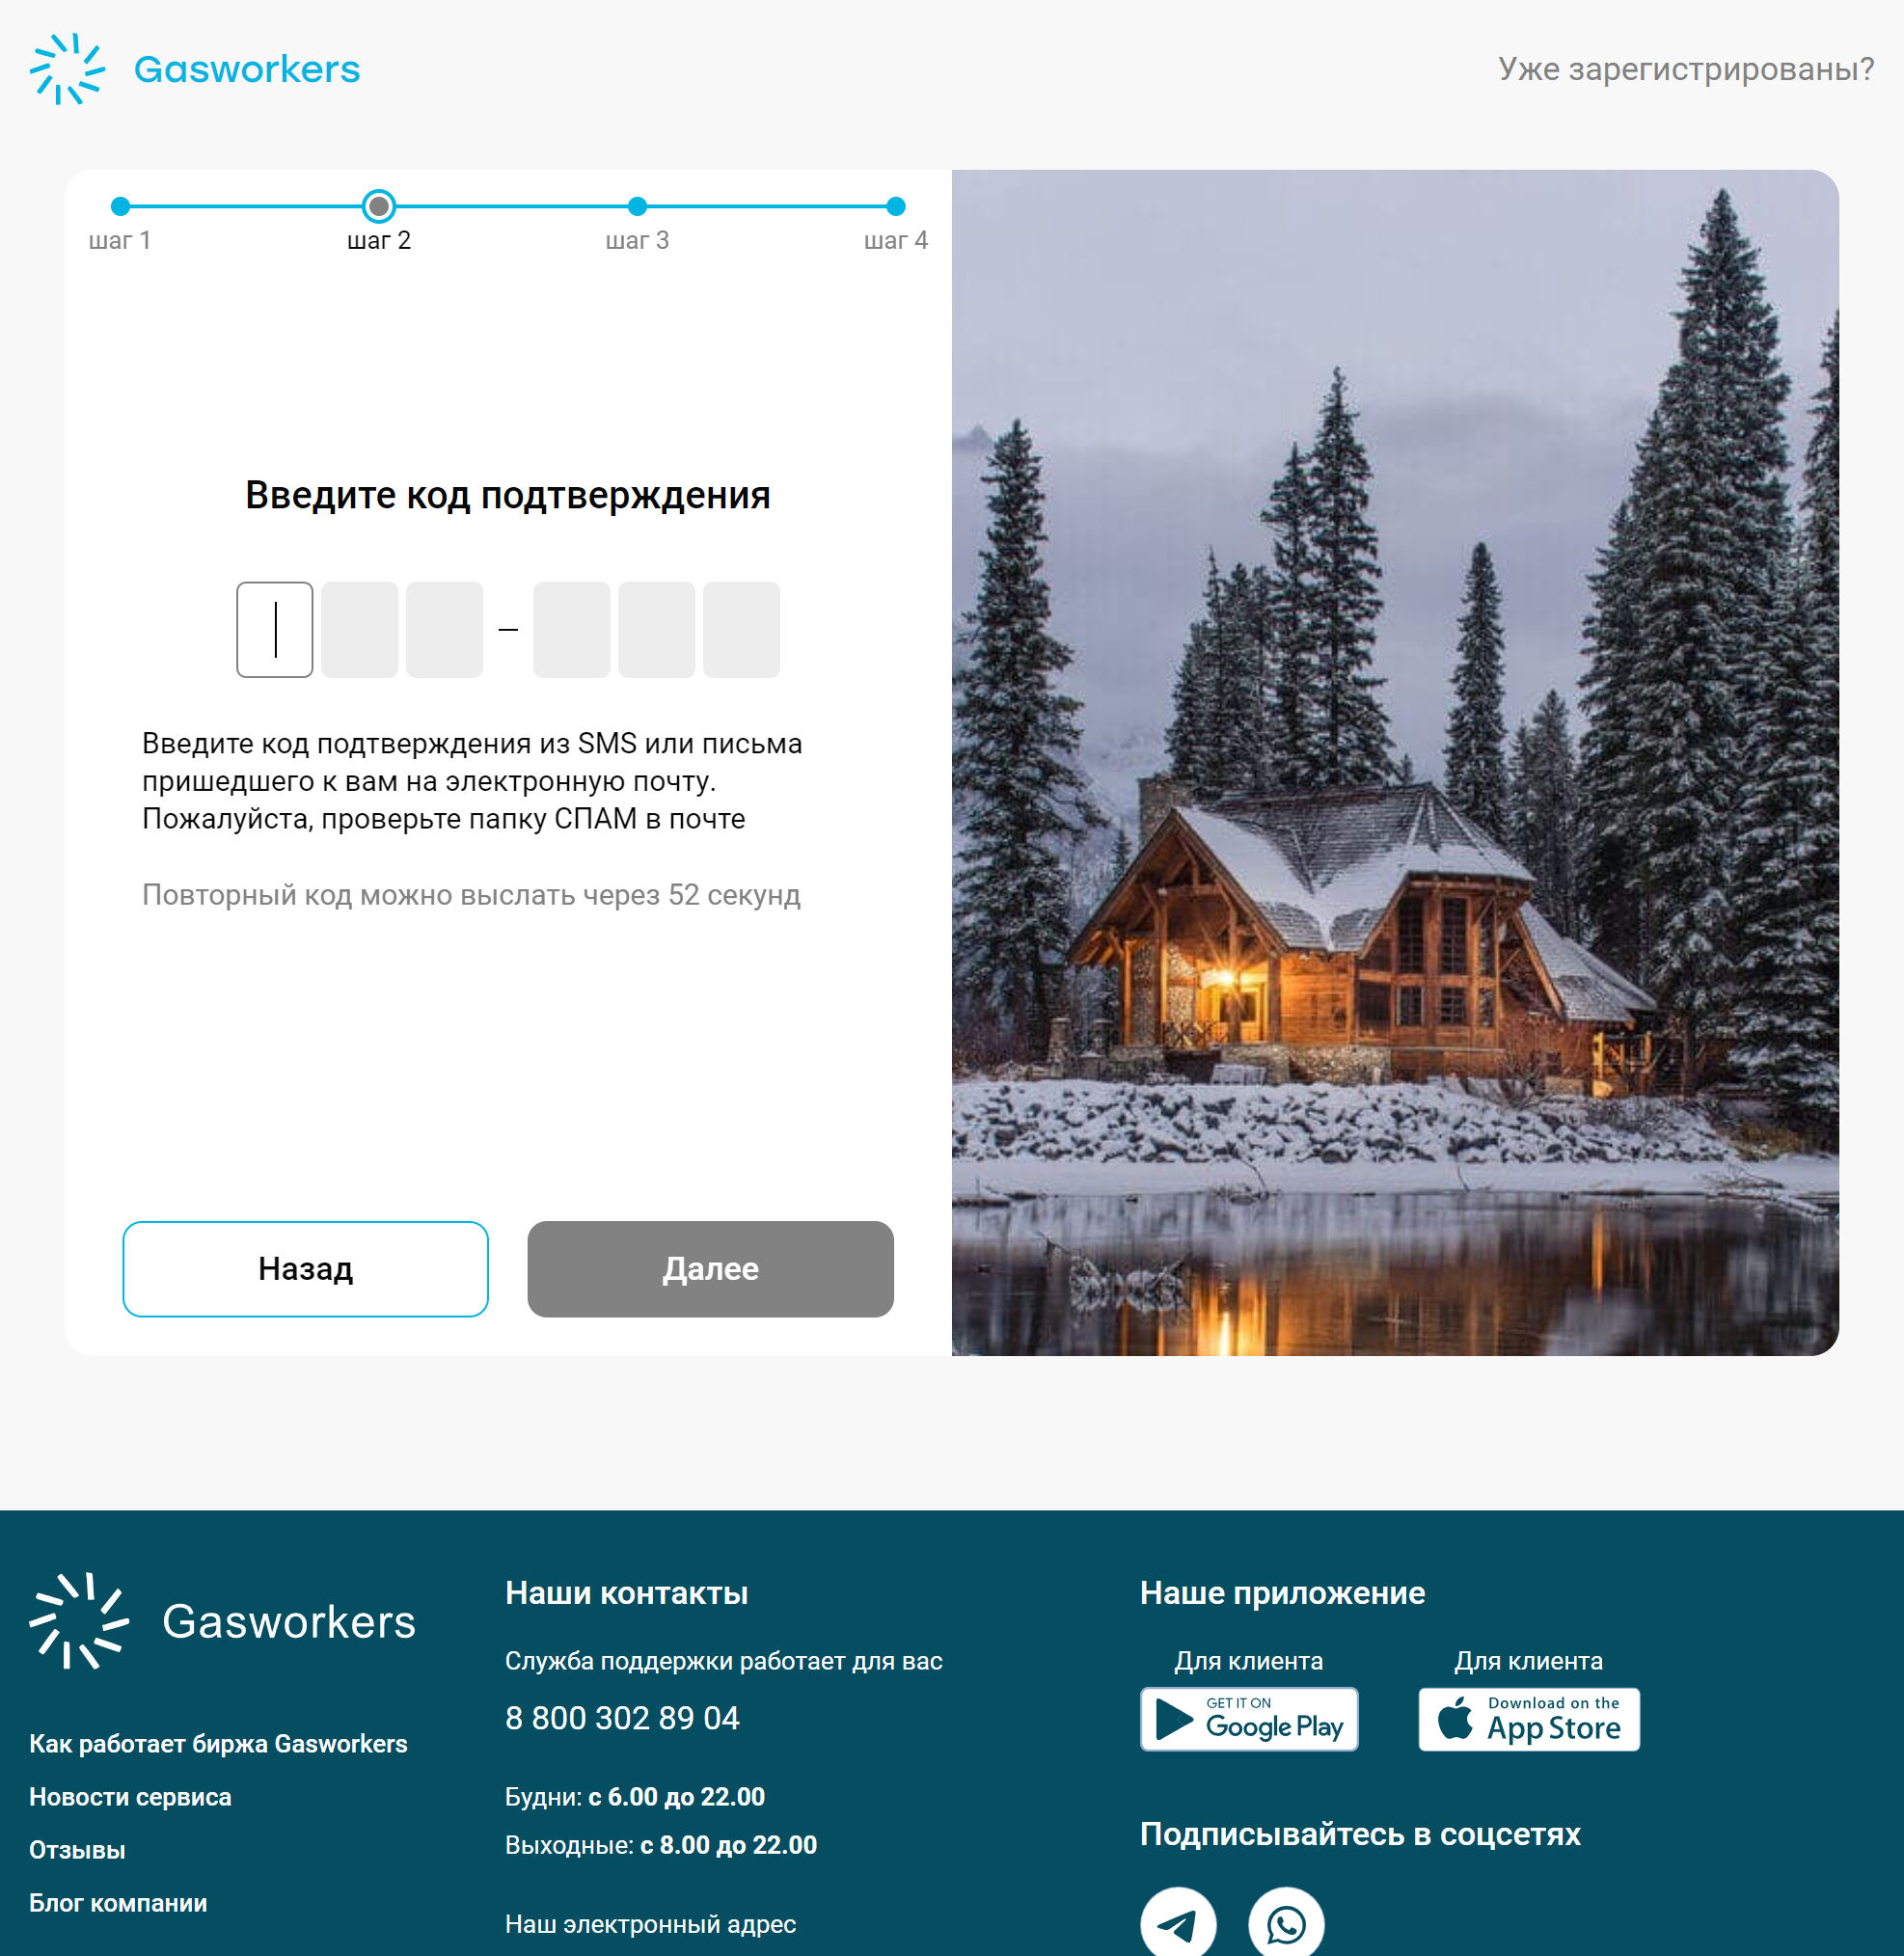 Gasworkers
Уже зарегистрированы?
шаг 1
шаг 2
шаг 3
шаг 4
Введите код подтверждения
–
Введите код подтверждения из SMS или письма
пришедшего к вам на электронную почту.
Пожалуйста, проверьте папку СПАМ в почте
Повторный код можно выслать через 52 секунд
Назад
Далее
Gasworkers
Как работает биржа Gasworkers
Новости сервиса
Отзывы
Блог компании
Наши контакты
Служба поддержки работает для вас
8 800 302 89 04
Будни: с 6.00 до 22.00
Выходные: с 8.00 до 22.00
Наш электронный адрес
Наше приложение
Для клиента
GET IT ON
Google Play
Для клиента
Download on the
App Store
Подписывайтесь в соцсетях